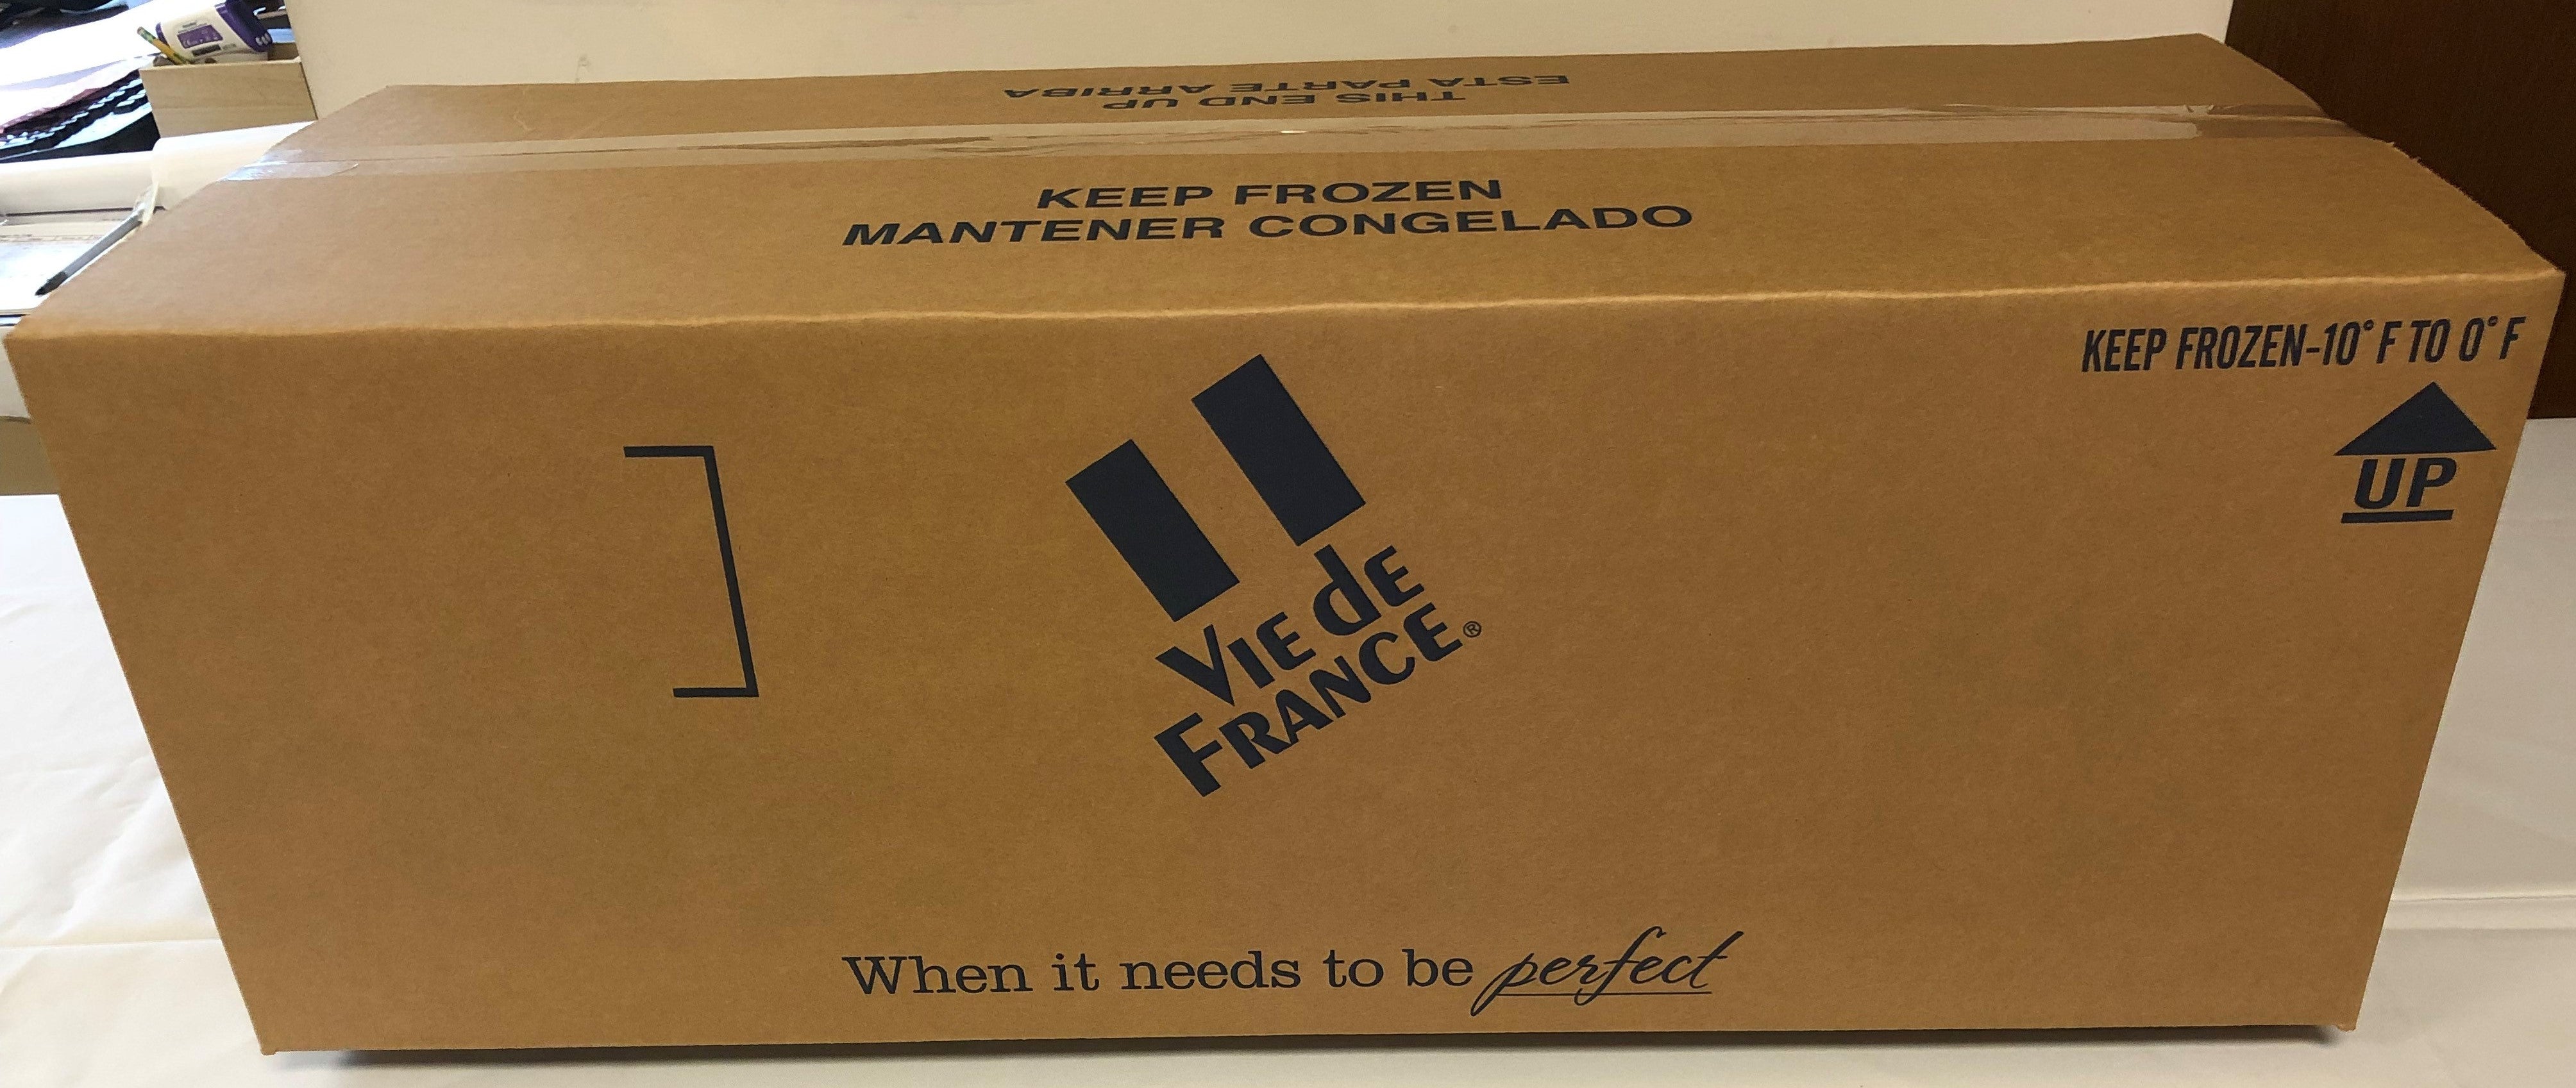 ESTA PARTE ARRIBA
THIS END UP
KEEP FROZEN
MANTENER CONGELADO
KEEP FROZEN-10° F TO 0° F
UP
VIE dE
FRANCE®
When it needs to be perfect